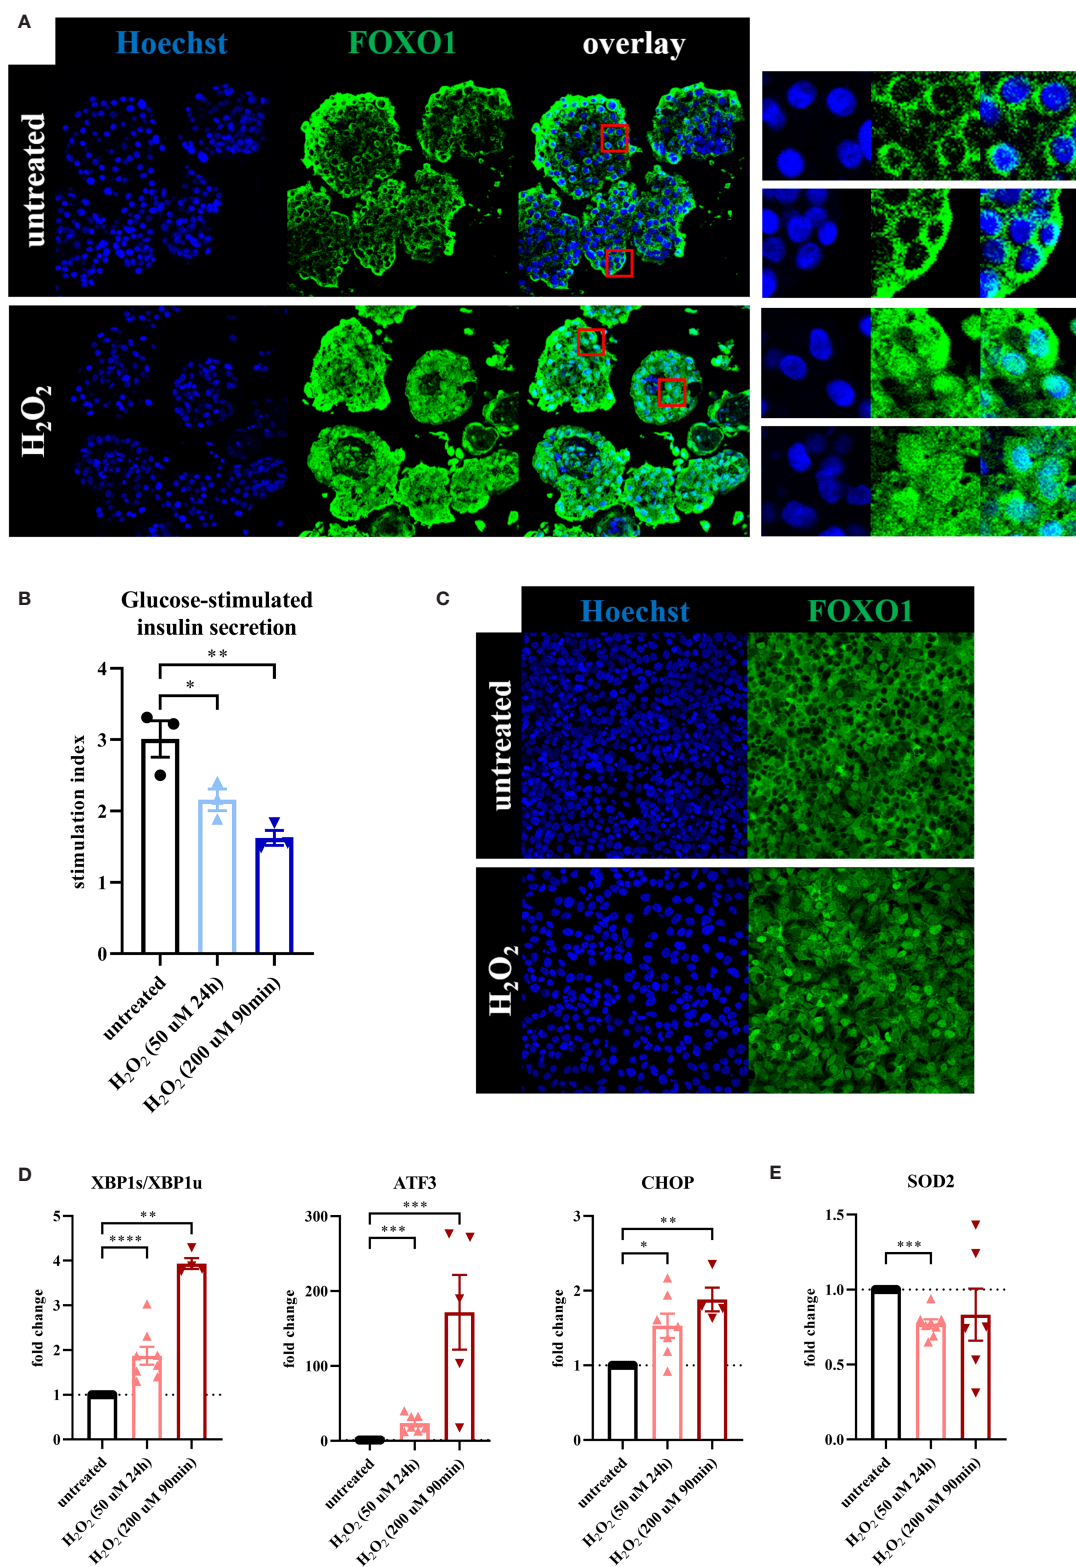 A
Hoechst FOXO1 overlay
untreated
H₂O₂
B
Glucose-stimulated
insulin secretion
**
*
4
3
2
1
0
stimulation index
untreated
H₂O₂ (50 uM 24h)
H₂O₂ (200 uM 90min)
C
Hoechst FOXO1
untreated
H₂O₂
D
XBP1s/XBP1u
**
****
5
4
3
2
1
0
fold change
untreated
H₂O₂ (50 uM 24h)
H₂O₂ (200 uM 90min)
ATF3
***
***
300
200
100
0
fold change
untreated
H₂O₂ (50 uM 24h)
H₂O₂ (200 uM 90min)
CHOP
**
*
3
2
1
0
fold change
untreated
H₂O₂ (50 uM 24h)
H₂O₂ (200 uM 90min)
E
SOD2
***
1.5
1.0
0.5
0.0
fold change
untreated
H₂O₂ (50 uM 24h)
H₂O₂ (200 uM 90min)